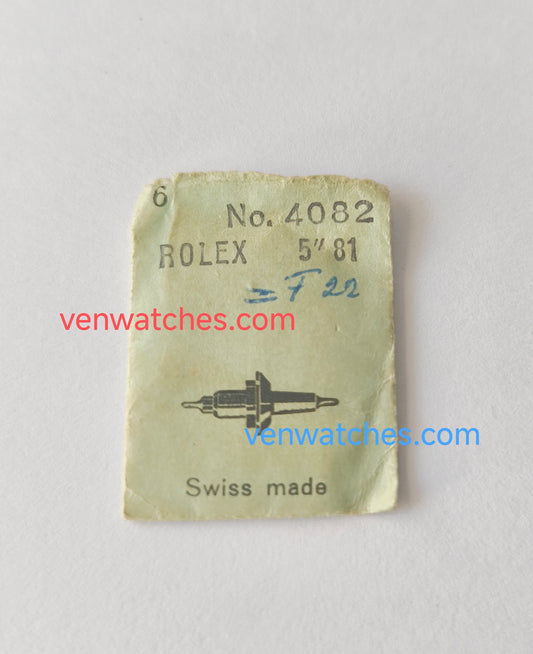 6
No. 4082
ROLEX 5‴ 81
= F 22
venwatches.com
venwatches.com
Swiss made